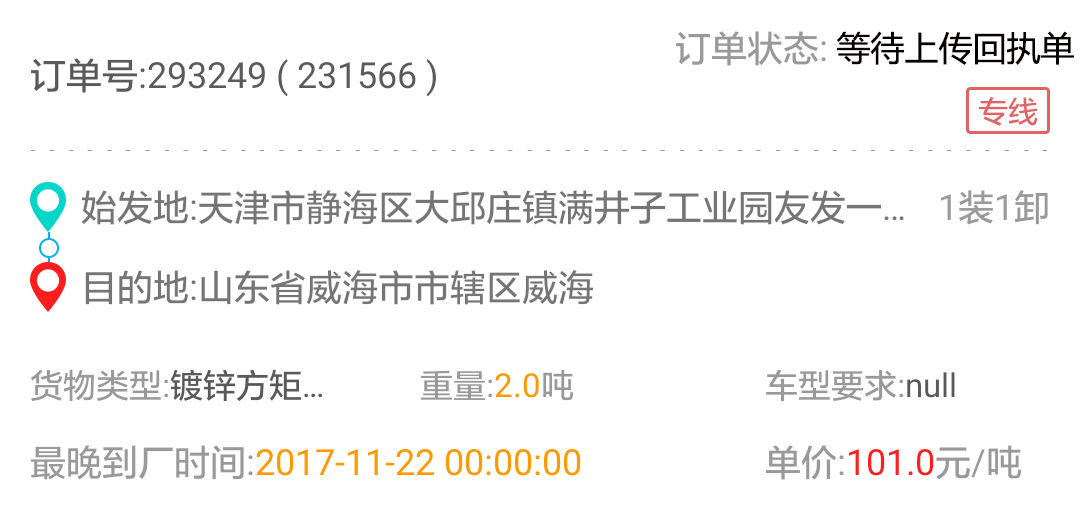 订单状态: 等待上传回执单
订单号:293249 ( 231566 )
专线
始发地:天津市静海区大邱庄镇满井子工业园友发一... 1装1卸
目的地:山东省威海市市辖区威海
货物类型:镀锌方矩... 重量:2.0吨 车型要求:null
最晚到厂时间:2017-11-22 00:00:00 单价:101.0元/吨